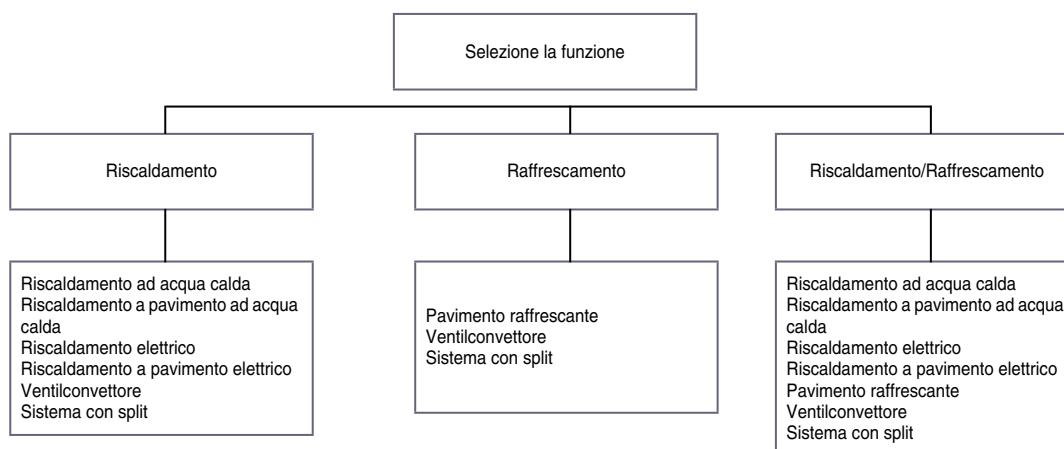 Selezione la funzione
Riscaldamento
Raffrescamento
Riscaldamento/Raffrescamento
Riscaldamento ad acqua calda
Riscaldamento a pavimento ad acqua
calda
Riscaldamento elettrico
Riscaldamento a pavimento elettrico
Ventilconvettore
Sistema con split
Pavimento raffrescante
Ventilconvettore
Sistema con split
Riscaldamento ad acqua calda
Riscaldamento a pavimento ad acqua
calda
Riscaldamento elettrico
Riscaldamento a pavimento elettrico
Pavimento raffrescante
Ventilconvettore
Sistema con split